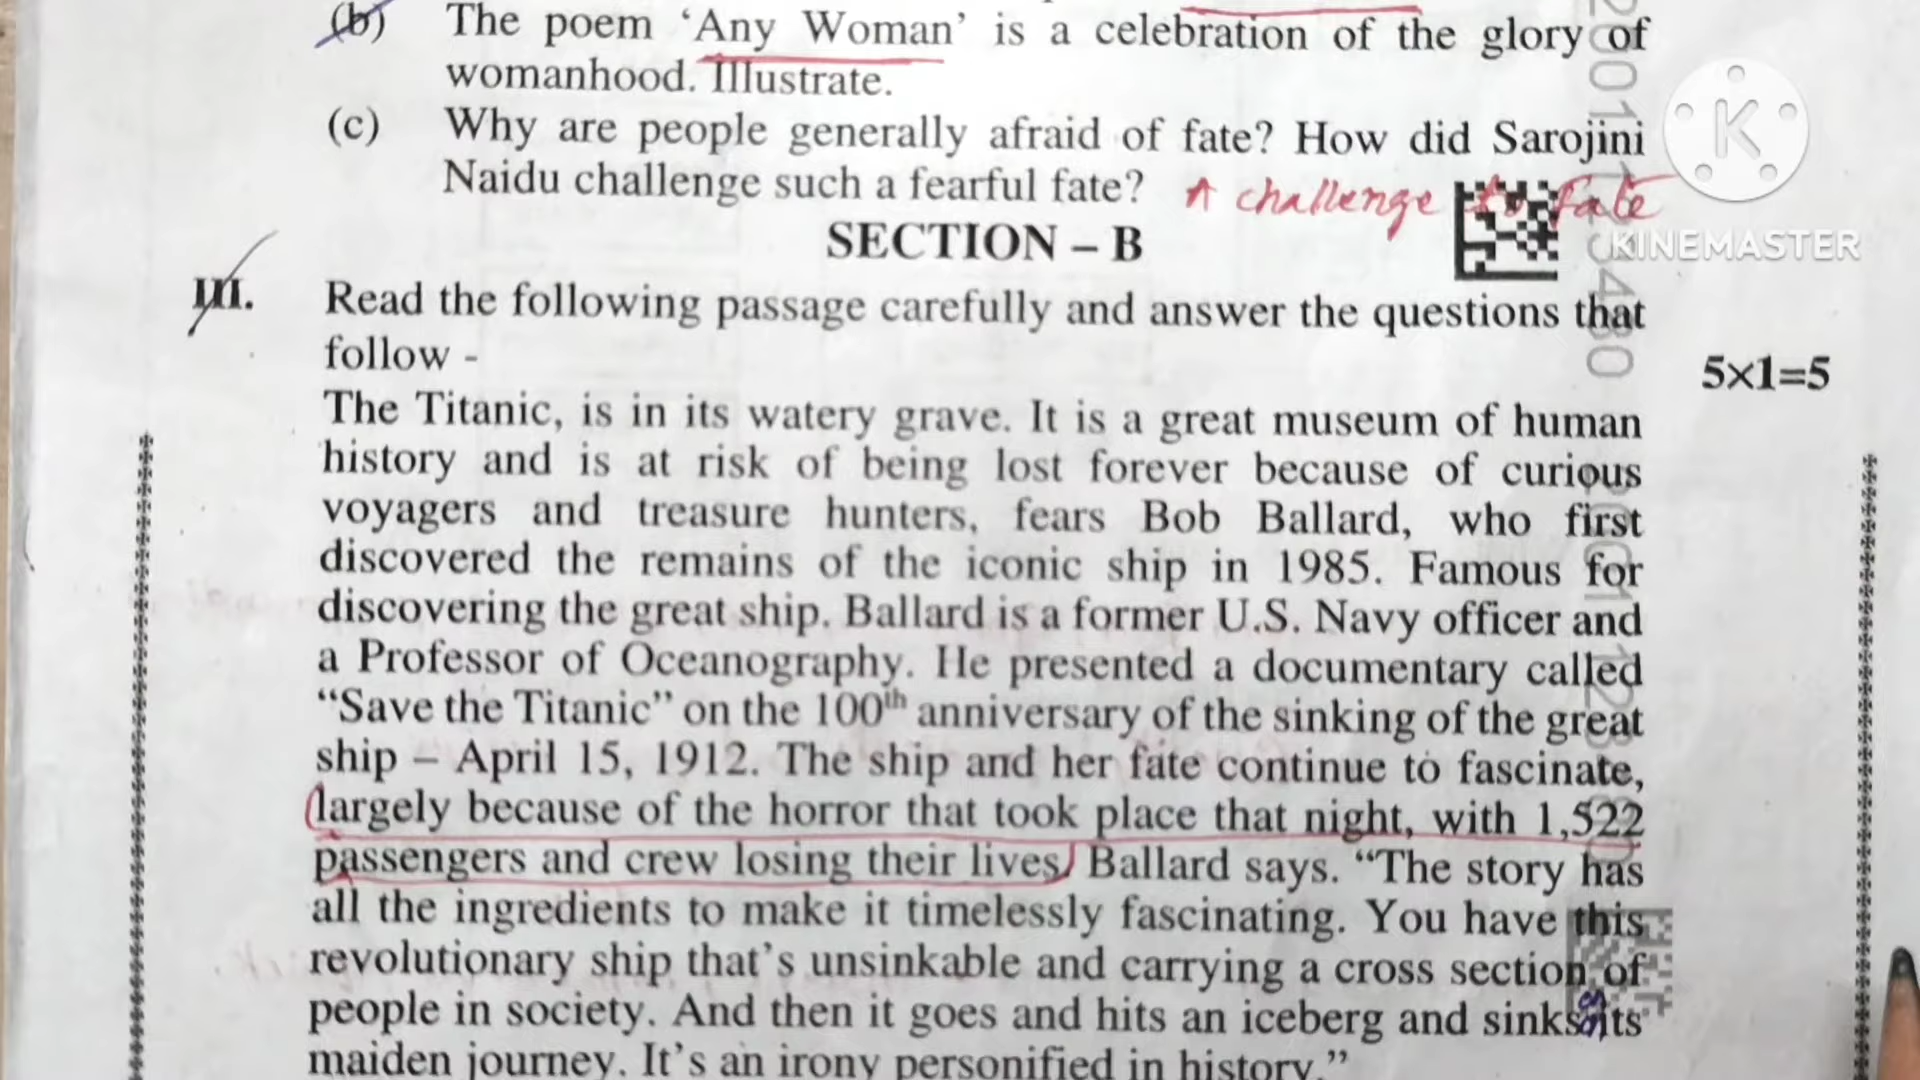 (b) The poem ‘Any Woman’ is a celebration of the glory of
womanhood. Illustrate.
(c) Why are people generally afraid of fate? How did Sarojini
Naidu challenge such a fearful fate? A challenge to Fate
K
KINEMASTER
SECTION – B
III. Read the following passage carefully and answer the questions that
follow -
5×1=5
The Titanic, is in its watery grave. It is a great museum of human
history and is at risk of being lost forever because of curious
voyagers and treasure hunters, fears Bob Ballard, who first
discovered the remains of the iconic ship in 1985. Famous for
discovering the great ship. Ballard is a former U.S. Navy officer and
a Professor of Oceanography. He presented a documentary called
“Save the Titanic” on the 100th anniversary of the sinking of the great
ship – April 15, 1912. The ship and her fate continue to fascinate,
largely because of the horror that took place that night, with 1,522
passengers and crew losing their lives Ballard says. “The story has
all the ingredients to make it timelessly fascinating. You have this
revolutionary ship that’s unsinkable and carrying a cross section of
people in society. And then it goes and hits an iceberg and sinks its
maiden journey. It’s an irony personified in history.”